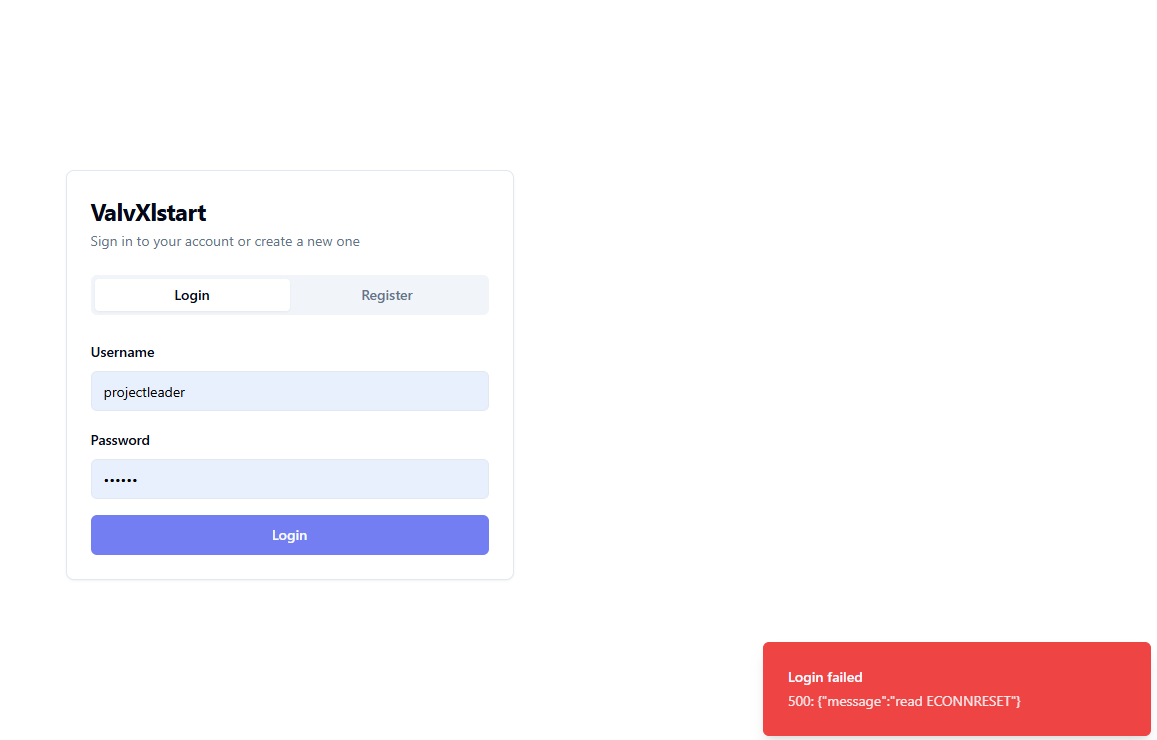 ValvXlstart
Sign in to your account or create a new one
Login Register
Username
projectleader
Password
••••••
Login
Login failed
500: {"message":"read ECONNRESET"}